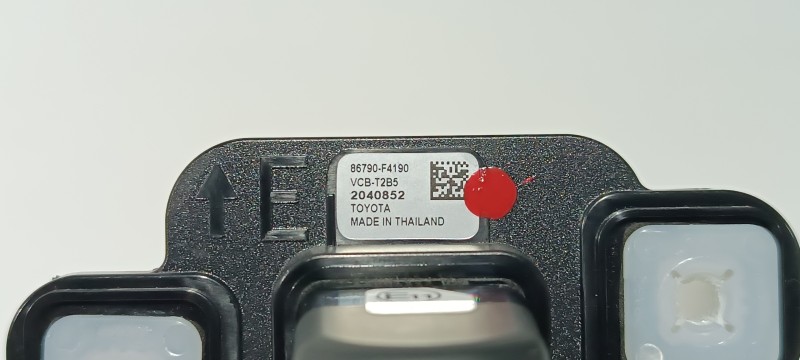 ↑E
86790-F4190
VCB-T2B5
2040852
TOYOTA
MADE IN THAILAND